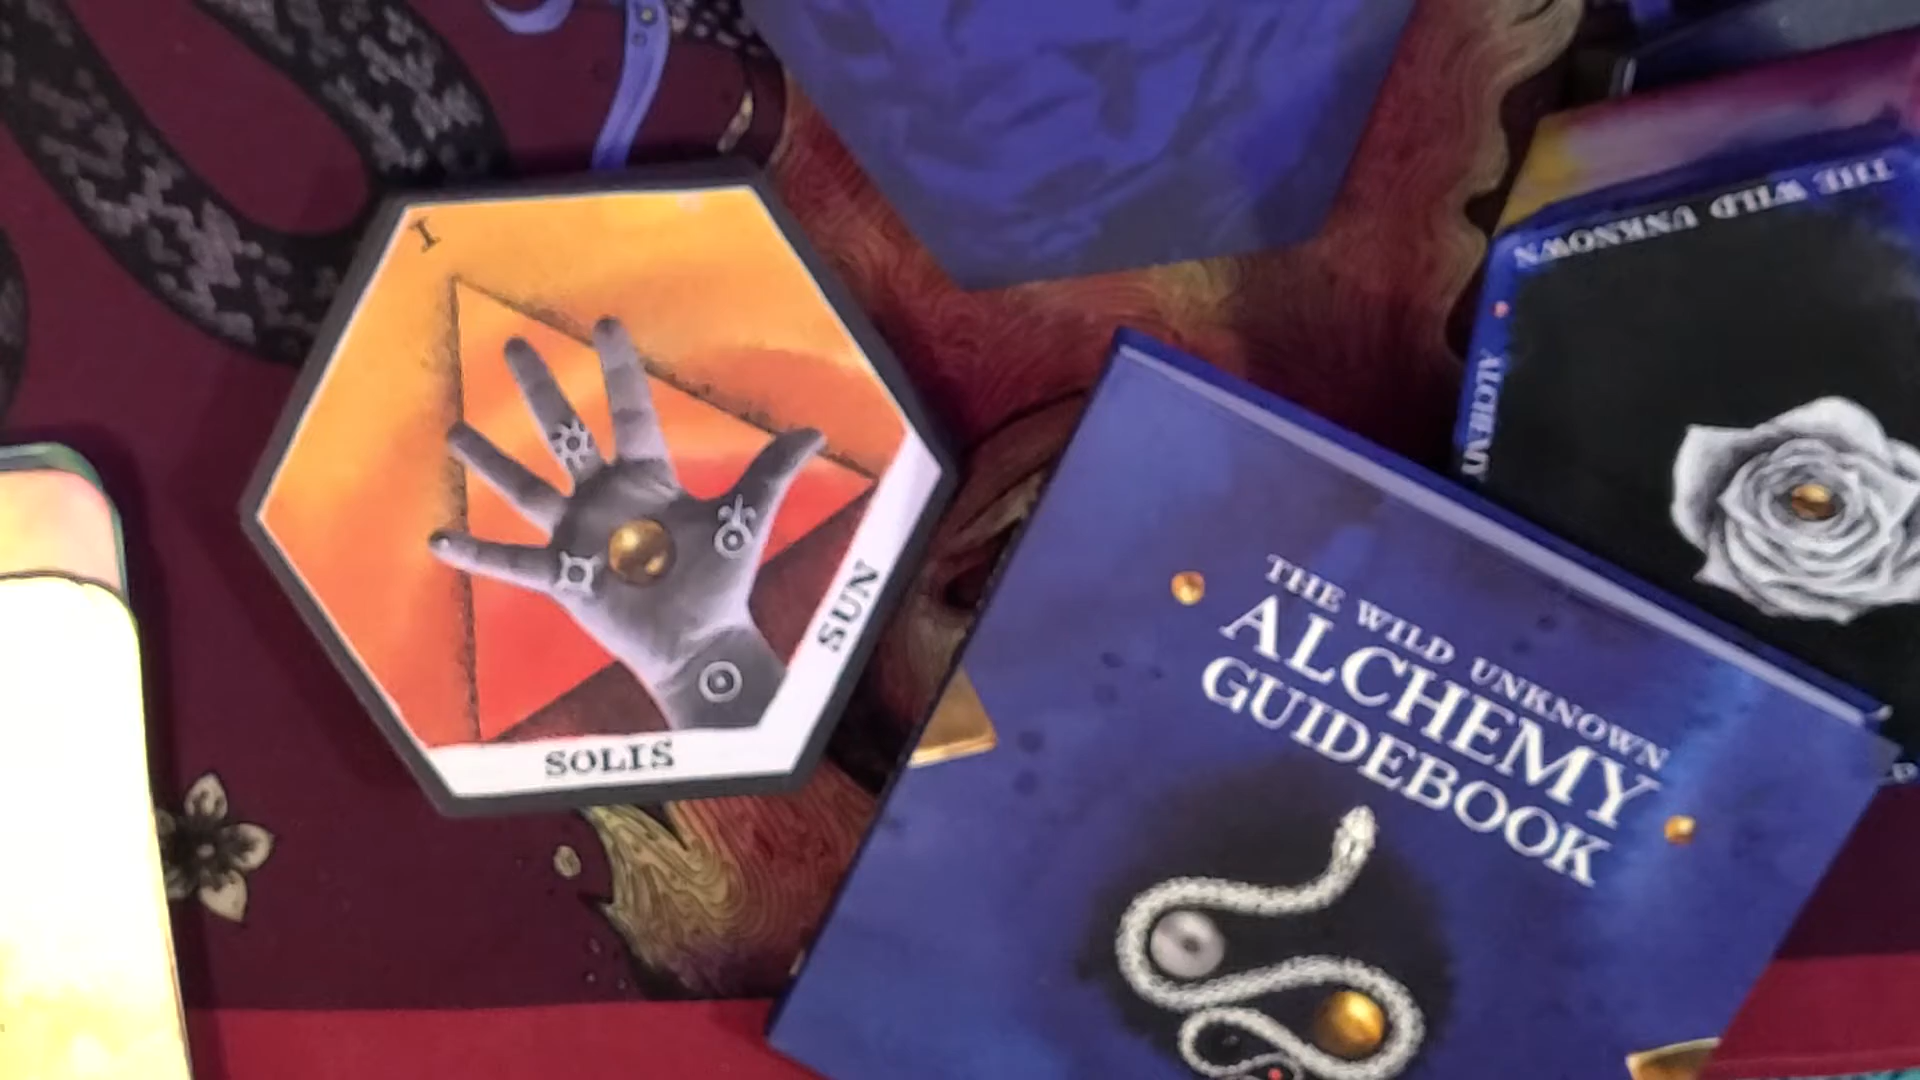 I
SOLIS
SUN
THE WILD UNKNOWN
ALCHEMY
GUIDEBOOK
THE WILD UNKNOWN
ALCHEMY